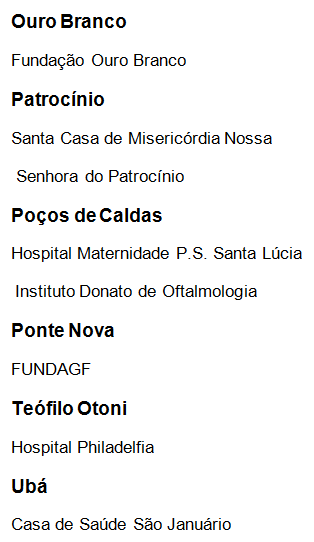 Ouro Branco
Fundação Ouro Branco
Patrocínio
Santa Casa de Misericórdia Nossa
Senhora do Patrocínio
Poços de Caldas
Hospital Maternidade P.S. Santa Lúcia
Instituto Donato de Oftalmologia
Ponte Nova
FUNDAGF
Teófilo Otoni
Hospital Philadelfia
Ubá
Casa de Saúde São Januário